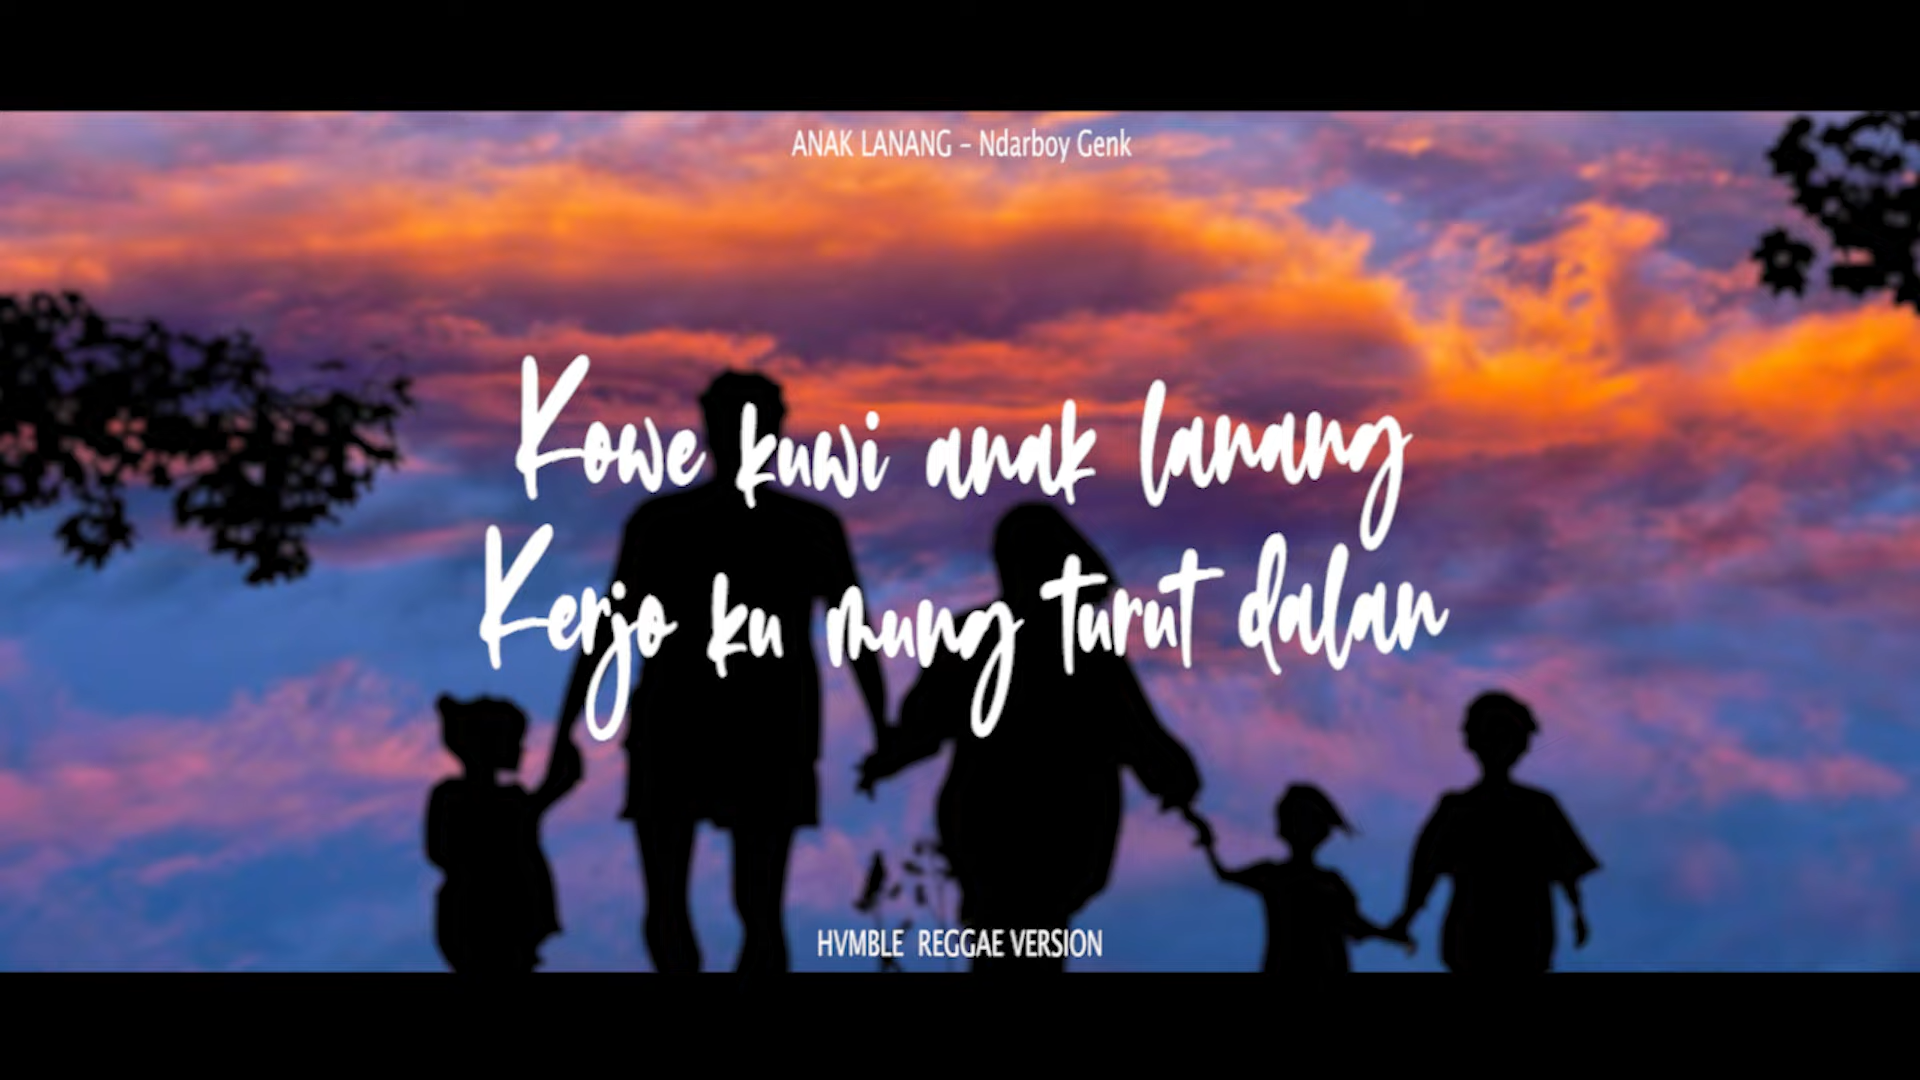 ANAK LANANG – Ndarboy Genk
Kowe kuwi anak lanang
Kerjo ku mung turut dalan
HVMBLE REGGAE VERSION